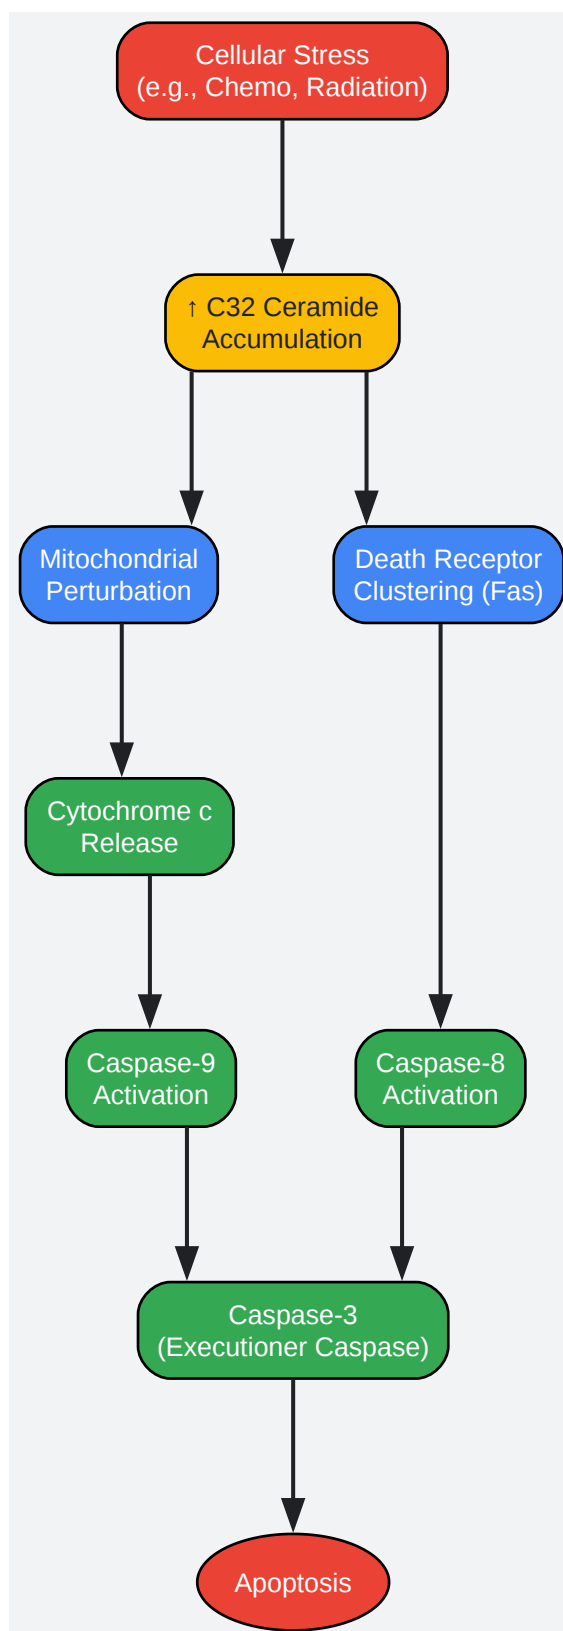 Cellular Stress
(e.g., Chemo, Radiation)
↑ C32 Ceramide
Accumulation
Mitochondrial
Perturbation
Death Receptor
Clustering (Fas)
Cytochrome c
Release
Caspase-9
Activation
Caspase-8
Activation
Caspase-3
(Executioner Caspase)
Apoptosis